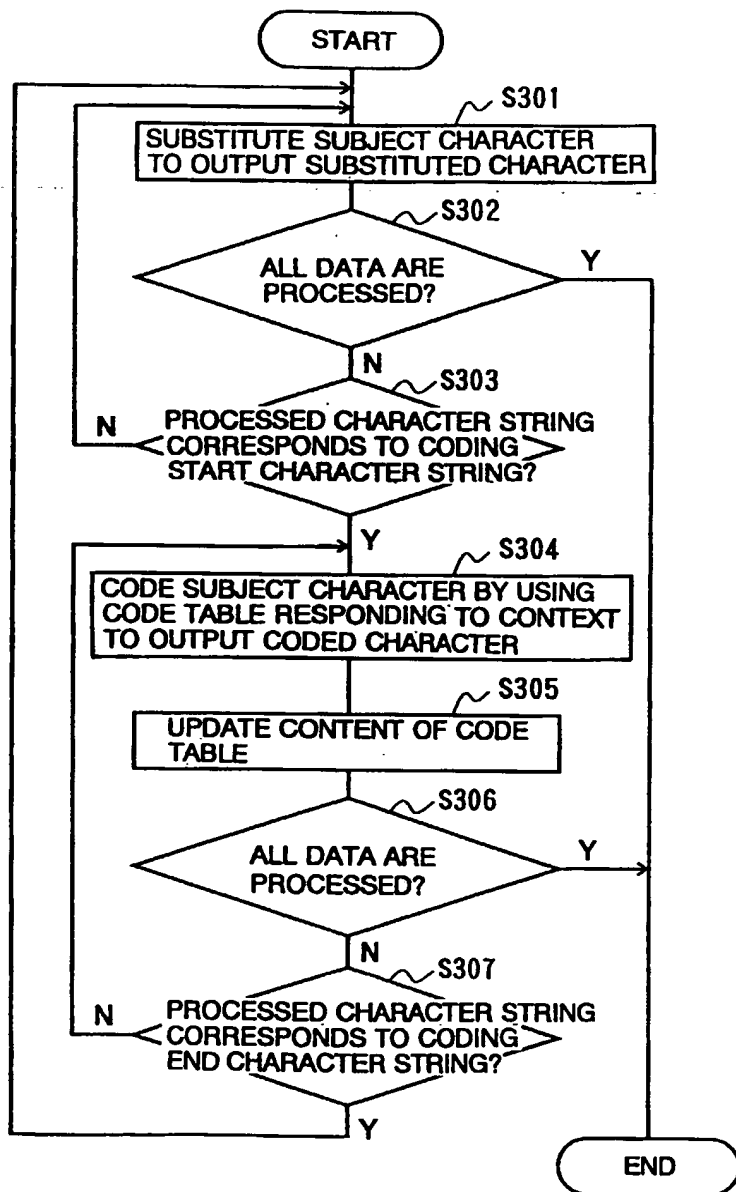 START
S301
SUBSTITUTE SUBJECT CHARACTER
TO OUTPUT SUBSTITUTED CHARACTER
S302
ALL DATA ARE
PROCESSED?
Y
N
S303
PROCESSED CHARACTER STRING
CORRESPONDS TO CODING
START CHARACTER STRING?
N
Y
S304
CODE SUBJECT CHARACTER BY USING
CODE TABLE RESPONDING TO CONTEXT
TO OUTPUT CODED CHARACTER
S305
UPDATE CONTENT OF CODE
TABLE
S306
ALL DATA ARE
PROCESSED?
Y
N
S307
PROCESSED CHARACTER STRING
CORRESPONDS TO CODING
END CHARACTER STRING?
N
Y
END